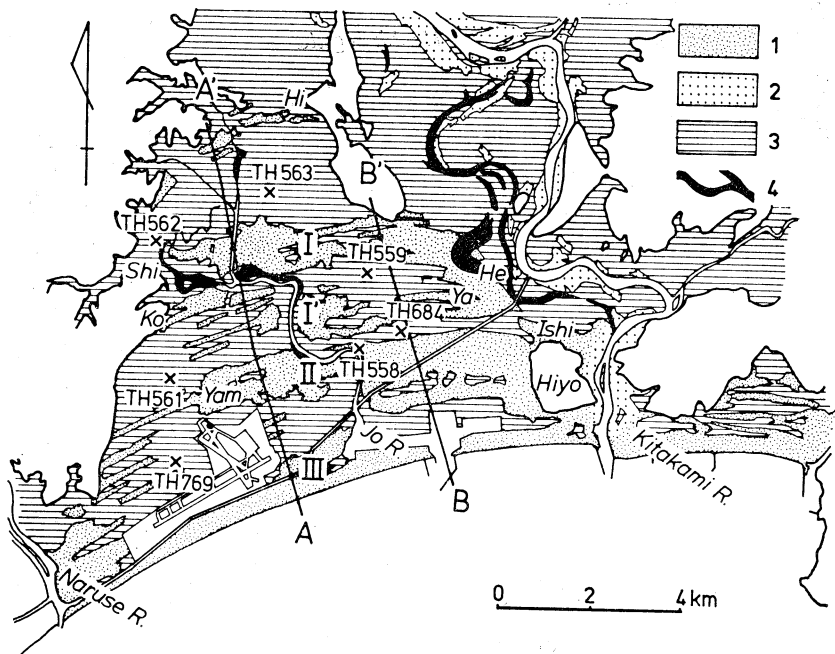 1
2
3
4
A'
Hi
TH563
B'
TH562
I
TH559
Shi
He
Ya
Ko
I'
TH684
Ishi
II
TH558
Hiyo
TH561
Yam
Jo R.
Kitakami R.
III
TH769
B
A
Naruse R.
0 2 4 km